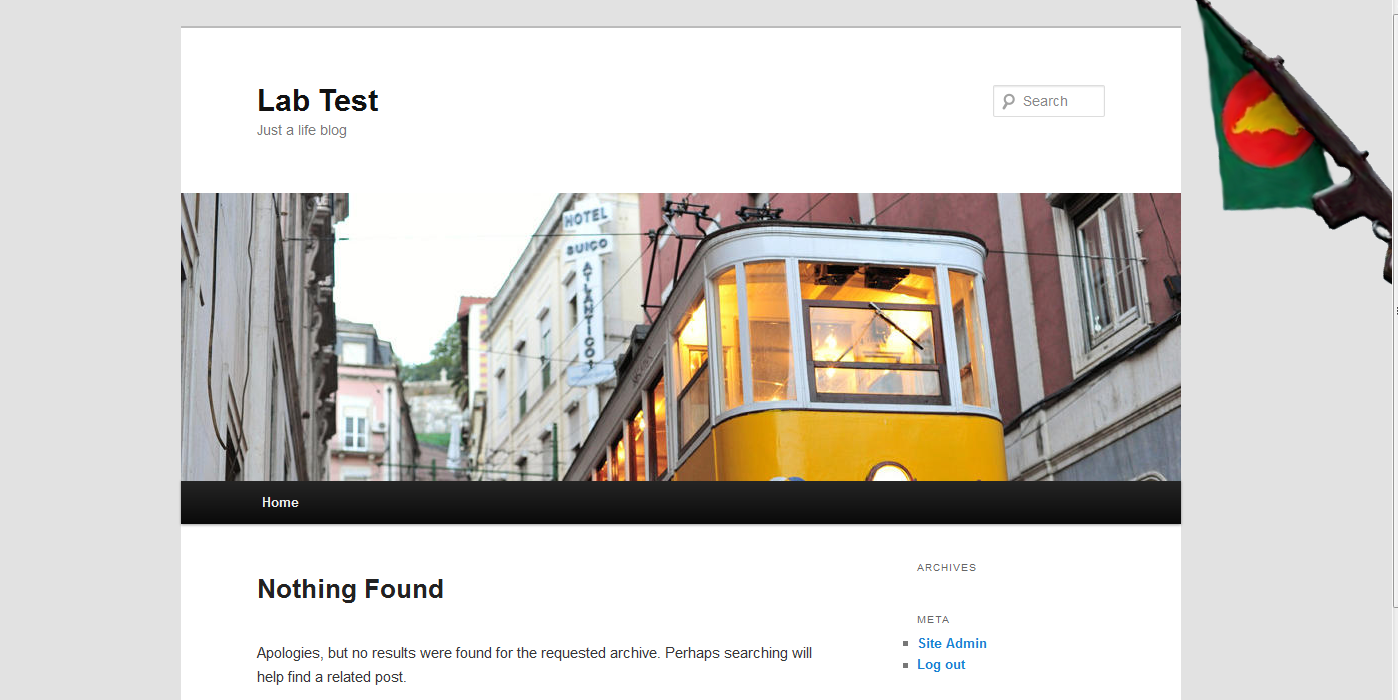 Lab Test
Just a life blog
Search
HOTEL
SUIÇO
ATLANTICO
Home
Nothing Found
Apologies, but no results were found for the requested archive. Perhaps searching will
help find a related post.
ARCHIVES
META
Site Admin
Log out